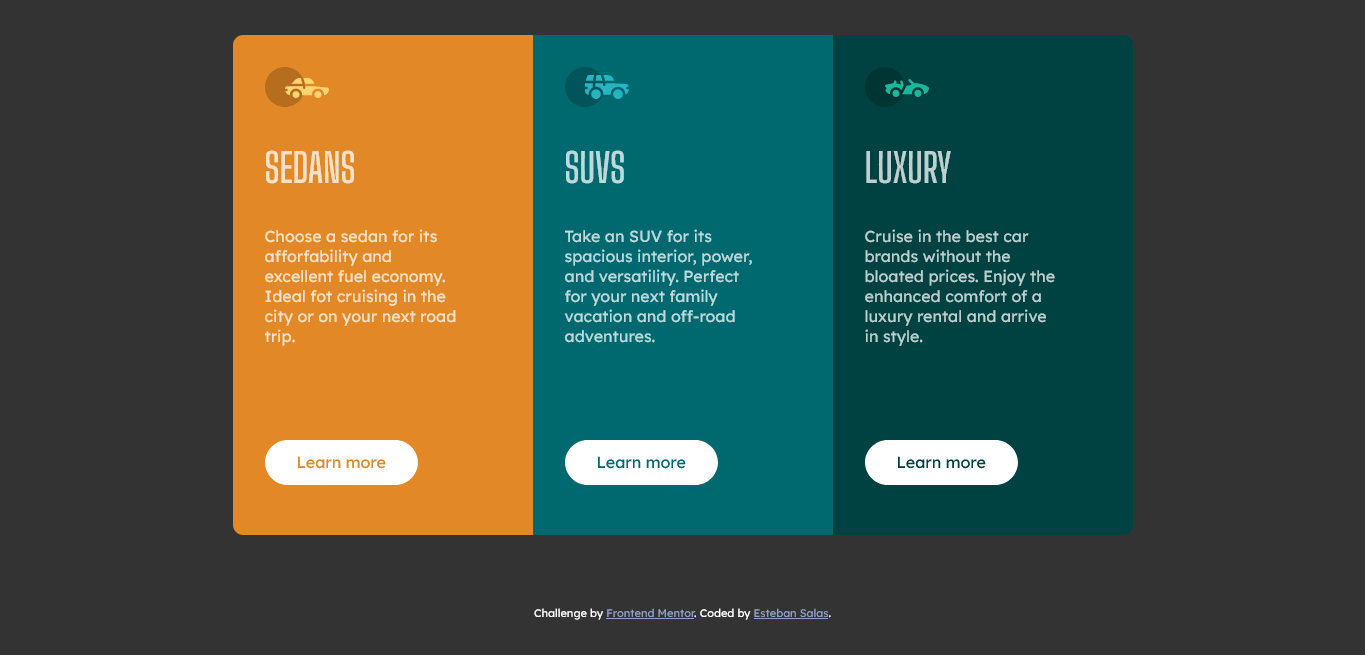 SEDANS
Choose a sedan for its
afforfability and
excellent fuel economy.
Ideal fot cruising in the
city or on your next road
trip.
Learn more
SUVS
Take an SUV for its
spacious interior, power,
and versatility. Perfect
for your next family
vacation and off-road
adventures.
Learn more
LUXURY
Cruise in the best car
brands without the
bloated prices. Enjoy the
enhanced comfort of a
luxury rental and arrive
in style.
Learn more
Challenge by Frontend Mentor. Coded by Esteban Salas.